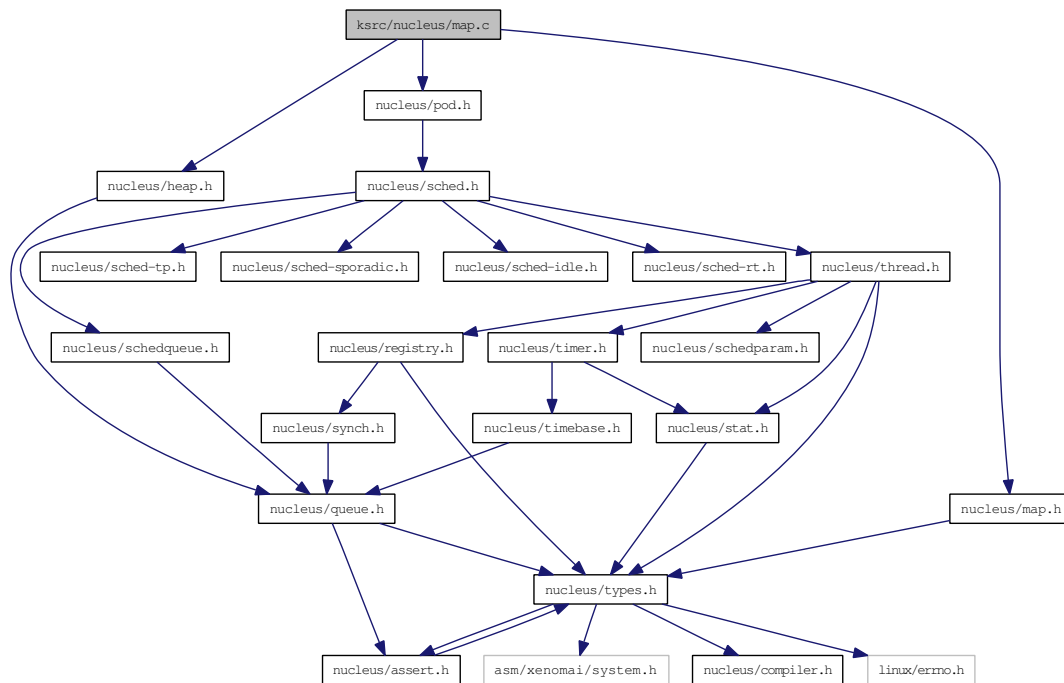 ksrc/nucleus/map.c
nucleus/pod.h
nucleus/heap.h
nucleus/sched.h
nucleus/sched-tp.h
nucleus/sched-sporadic.h
nucleus/sched-idle.h
nucleus/sched-rt.h
nucleus/thread.h
nucleus/schedqueue.h
nucleus/registry.h
nucleus/timer.h
nucleus/schedparam.h
nucleus/synch.h
nucleus/timebase.h
nucleus/stat.h
nucleus/queue.h
nucleus/map.h
nucleus/types.h
nucleus/assert.h
asm/xenomai/system.h
nucleus/compiler.h
linux/errno.h